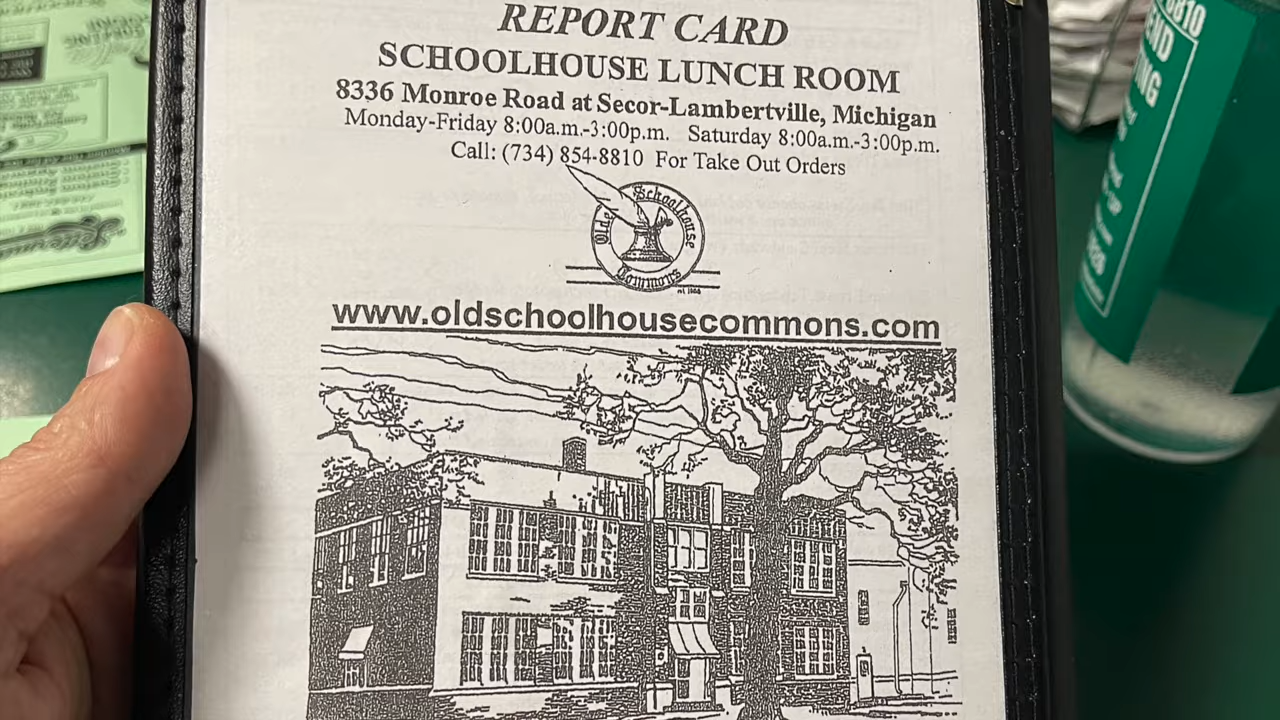 REPORT CARD
SCHOOLHOUSE LUNCH ROOM
8336 Monroe Road at Secor-Lambertville, Michigan
Monday-Friday 8:00a.m.-3:00p.m. Saturday 8:00a.m.-3:00p.m.
Call: (734) 854-8810 For Take Out Orders
Olde Schoolhouse Commons
www.oldschoolhousecommons.com